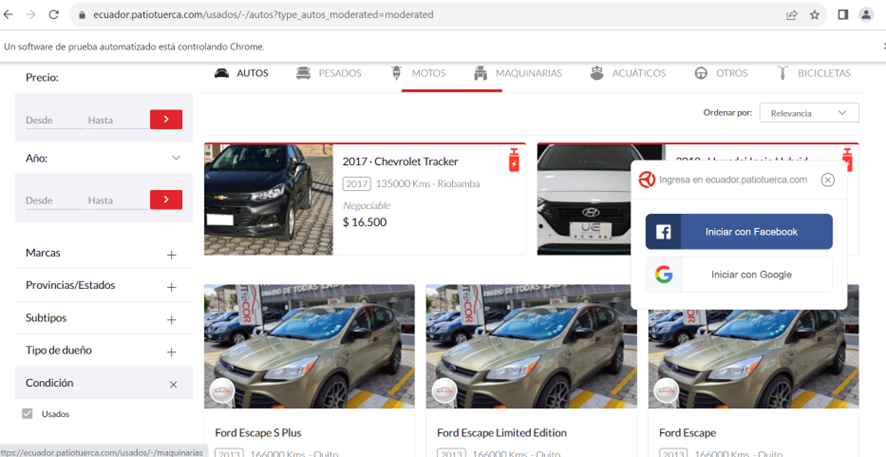 ecuador.patiotuerca.com/usados/-/autos?type_autos_moderated=moderated
Un software de prueba automatizado está controlando Chrome.
Precio:
AUTOS PESADOS MOTOS MAQUINARIAS ACUÁTICOS OTROS BICICLETAS
Desde Hasta
Ordenar por: Relevancia
Año:
Desde Hasta
2017 · Chevrolet Tracker
2017 135000 Kms · Riobamba
Negociable
$ 16.500
Ingresa en ecuador.patiotuerca.com
Iniciar con Facebook
Iniciar con Google
Marcas
Provincias/Estados
Subtipos
Tipo de dueño
Condición
Usados
Ford Escape S Plus
2013 166000 Kms. · Quito
Ford Escape Limited Edition
2013 166000 Kms. · Quito
Ford Escape
2013 166000 Kms. · Quito
ttps://ecuador.patiotuerca.com/usados/-/maquinarias